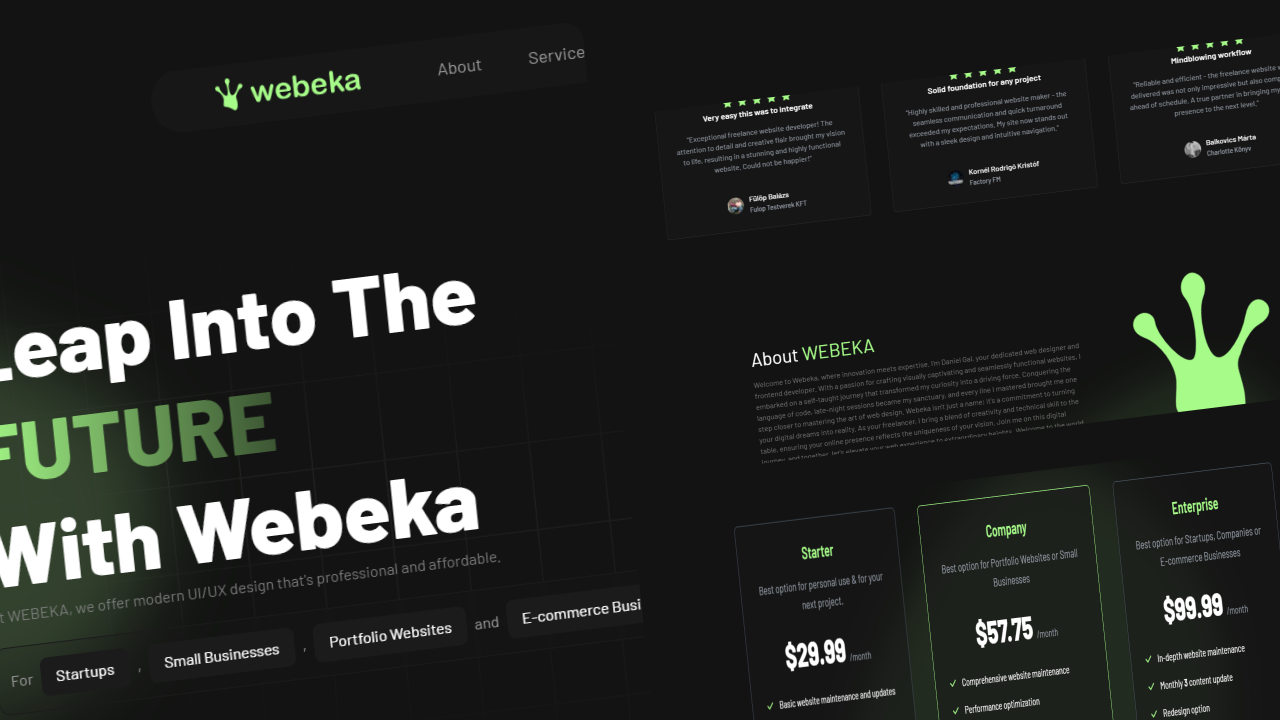 webeka
About
Service
Leap Into The
FUTURE
With Webeka
t WEBEKA, we offer modern UI/UX design that's professional and affordable.
For Startups , Small Businesses , Portfolio Websites and E-commerce Busi
Very easy this was to integrate
"Exceptional freelance website developer! The
attention to detail and creative flair brought my vision
to life, resulting in a stunning and highly functional
website. Could not be happier!"
Fülöp Balázs
Fulop Testverek KFT
Solid foundation for any project
"Highly skilled and professional website maker - the
seamless communication and quick turnaround
exceeded my expectations. My site now stands out
with a sleek design and intuitive navigation."
Kornél Rodrigó Kristóf
Factory FM
Mindblowing workflow
"Reliable and efficient - the freelance website
delivered was not only impressive but also
ahead of schedule. A true partner in bringing my
presence to the next level."
Balkovics Márta
Charlotte Könyv
About WEBEKA
Welcome to Webeka, where innovation meets expertise. I'm Daniel Gal, your dedicated web designer and
frontend developer. With a passion for crafting visually captivating and seamlessly functional websites, I
embarked on a self-taught journey that transformed my curiosity into a driving force. Conquering the
language of code, late-night sessions became my sanctuary, and every line I mastered brought me one
step closer to mastering the art of web design. Webeka isn't just a name; it's a commitment to turning
your digital dreams into reality. As your freelancer, I bring a blend of creativity and technical skill to the
table, ensuring your online presence reflects the uniqueness of your vision. Join me on this digital
journey, and together, let's elevate your web experience to extraordinary heights. Welcome to the world
Starter
Best option for personal use & for your
next project.
$29.99 /month
Basic website maintenance and updates
Company
Best option for Portfolio Websites or Small
Businesses
$57.75 /month
Comprehensive website maintenance
Performance optimization
Enterprise
Best option for Startups, Companies or
E-commerce Businesses
$99.99 /month
In-depth website maintenance
Monthly 3 content update
Redesign option